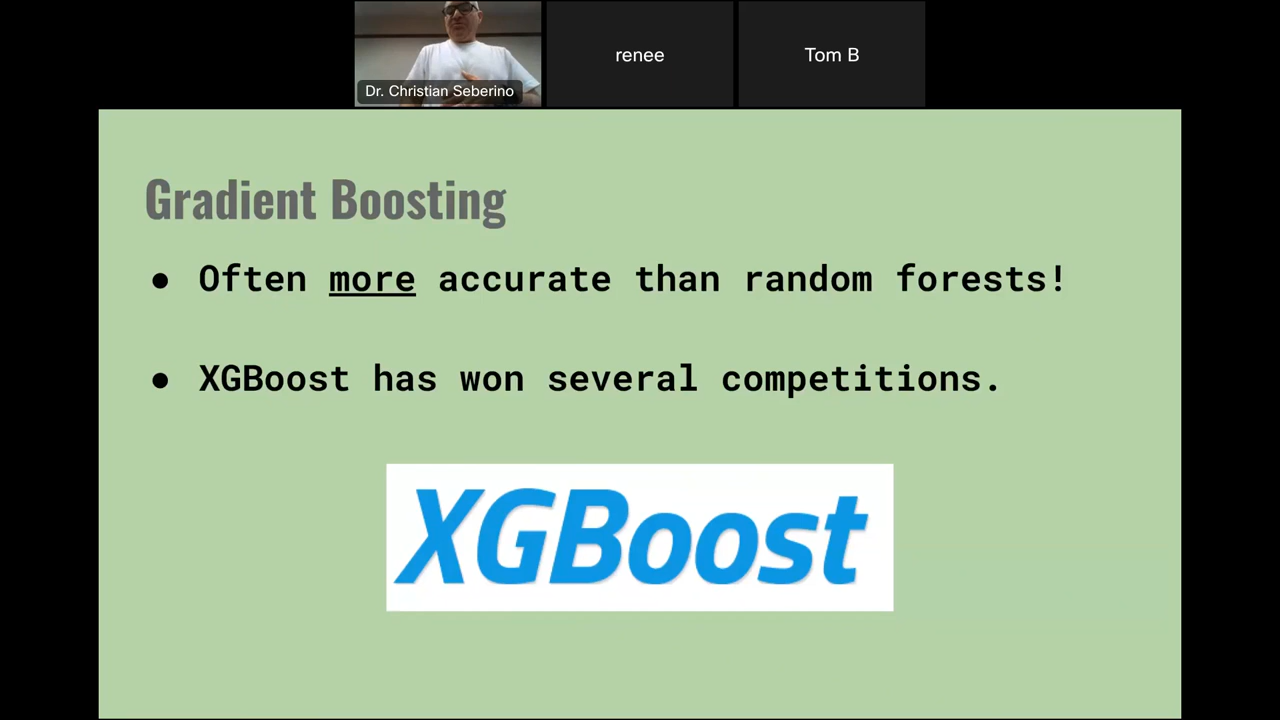 Dr. Christian Seberino
renee
Tom B
Gradient Boosting
● Often more accurate than random forests!
● XGBoost has won several competitions.
XGBoost